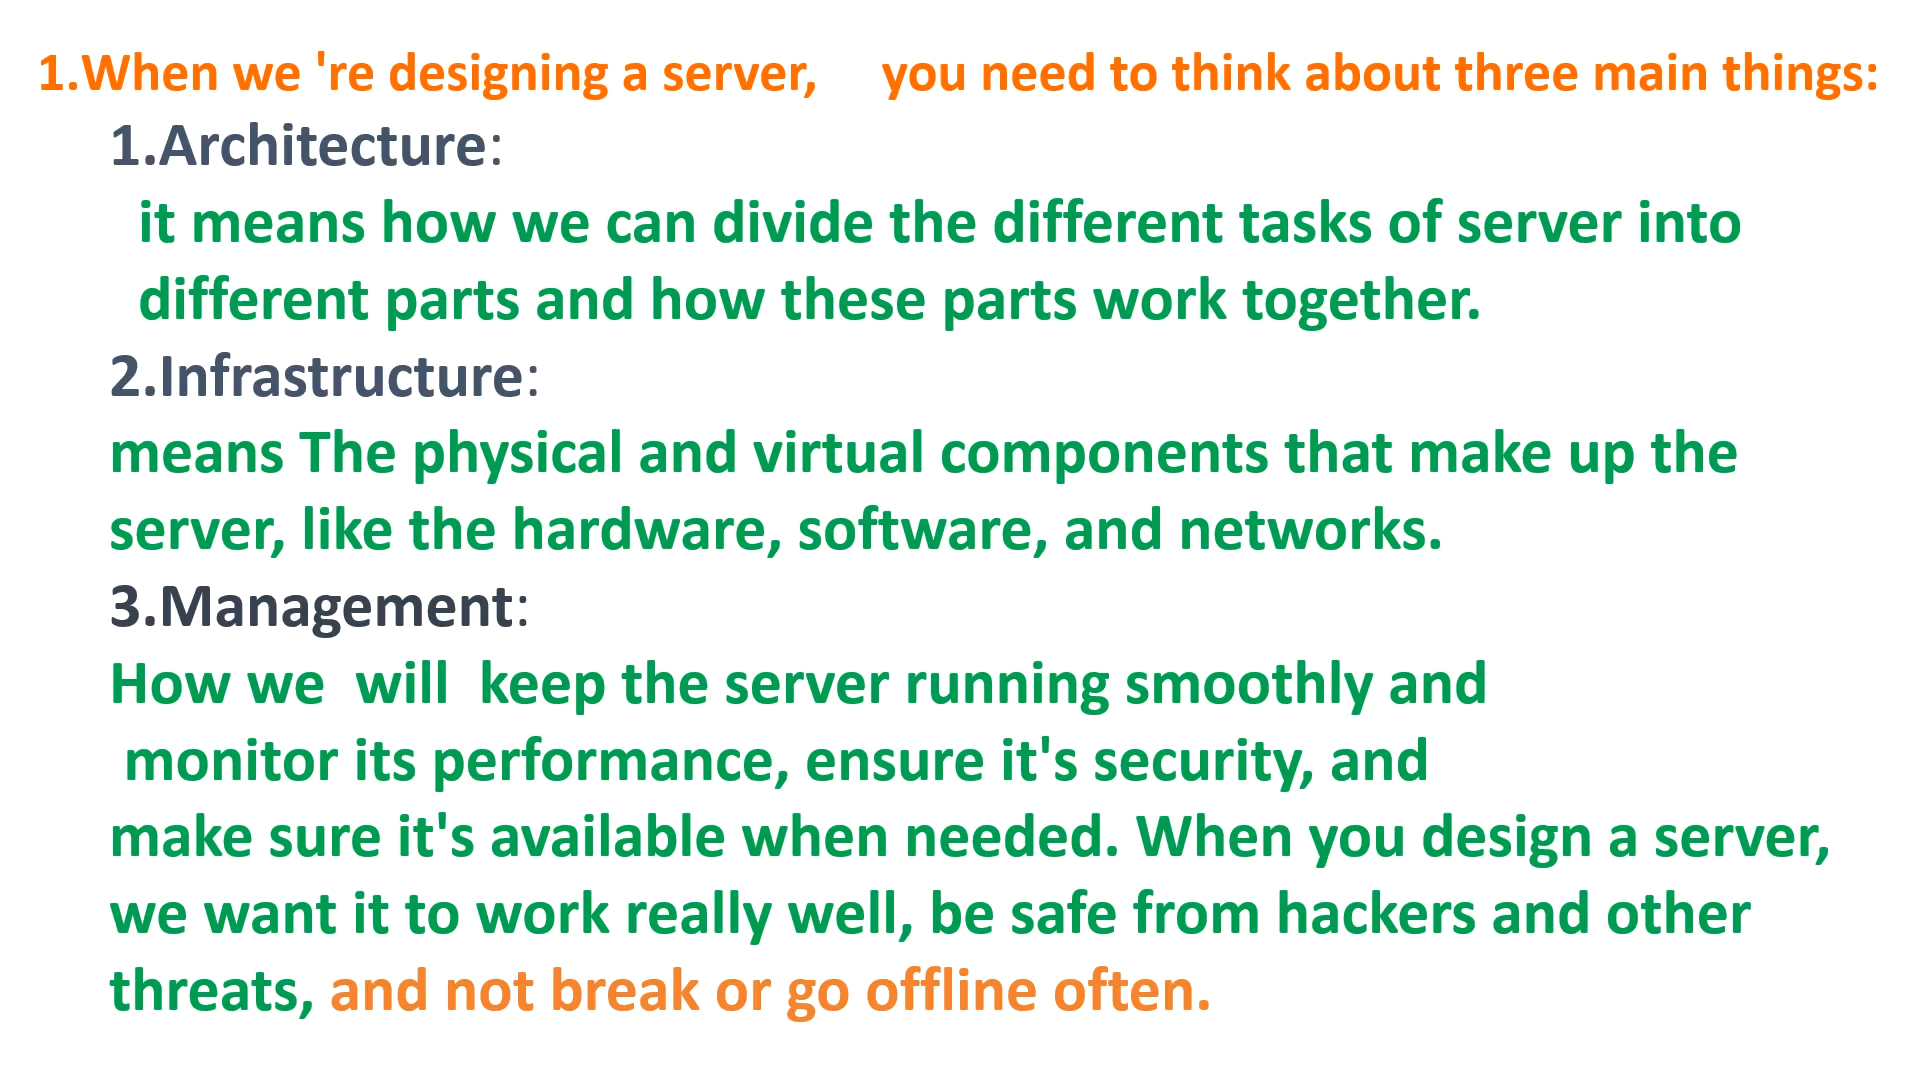 1.When we 're designing a server, you need to think about three main things:
1.Architecture:
it means how we can divide the different tasks of server into
different parts and how these parts work together.
2.Infrastructure:
means The physical and virtual components that make up the
server, like the hardware, software, and networks.
3.Management:
How we will keep the server running smoothly and
monitor its performance, ensure it's security, and
make sure it's available when needed. When you design a server,
we want it to work really well, be safe from hackers and other
threats, and not break or go offline often.